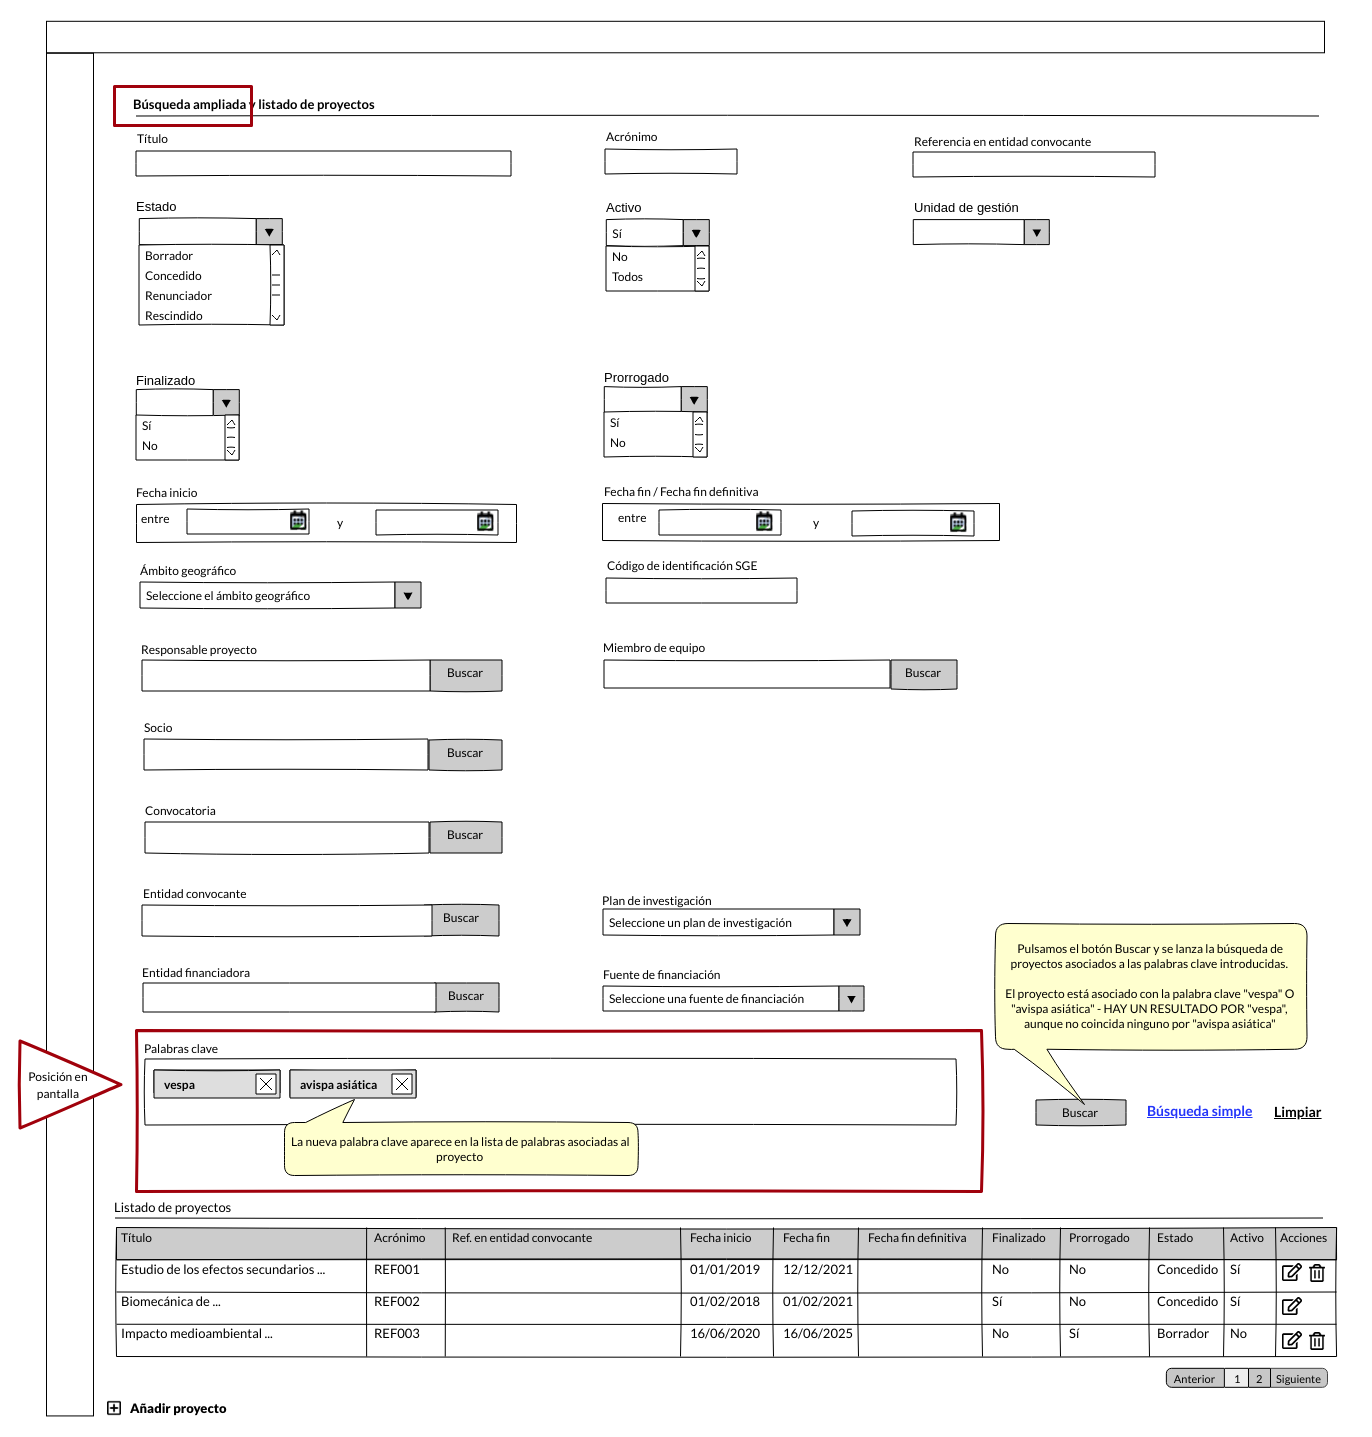 Búsqueda ampliada y listado de proyectos
Título
Acrónimo
Referencia en entidad convocante
Estado
Activo
Unidad de gestión
Sí
Borrador
Concedido
Renunciador
Rescindido
No
Todos
Finalizado
Prorrogado
Sí
No
Sí
No
Fecha inicio
Fecha fin / Fecha fin definitiva
entre
y
entre
y
Ámbito geográfico
Código de identificación SGE
Seleccione el ámbito geográfico
Responsable proyecto
Miembro de equipo
Buscar
Buscar
Socio
Buscar
Convocatoria
Buscar
Entidad convocante
Plan de investigación
Buscar
Seleccione un plan de investigación
Entidad financiadora
Fuente de financiación
Buscar
Seleccione una fuente de financiación
Pulsamos el botón Buscar y se lanza la búsqueda de
proyectos asociados a las palabras clave introducidas.
El proyecto está asociado con la palabra clave "vespa" O
"avispa asiática" - HAY UN RESULTADO POR "vespa",
aunque no coincida ninguno por "avispa asiática"
Posición en
pantalla
Palabras clave
vespa
avispa asiática
La nueva palabra clave aparece en la lista de palabras asociadas al
proyecto
Buscar
Búsqueda simple
Limpiar
Listado de proyectos
Título Acrónimo Ref. en entidad convocante Fecha inicio Fecha fin Fecha fin definitiva Finalizado Prorrogado Estado Activo Acciones
Estudio de los efectos secundarios ... REF001 01/01/2019 12/12/2021 No No Concedido Sí
Biomecánica de ... REF002 01/02/2018 01/02/2021 Sí No Concedido Sí
Impacto medioambiental ... REF003 16/06/2020 16/06/2025 No Sí Borrador No
Anterior 1 2 Siguiente
Añadir proyecto